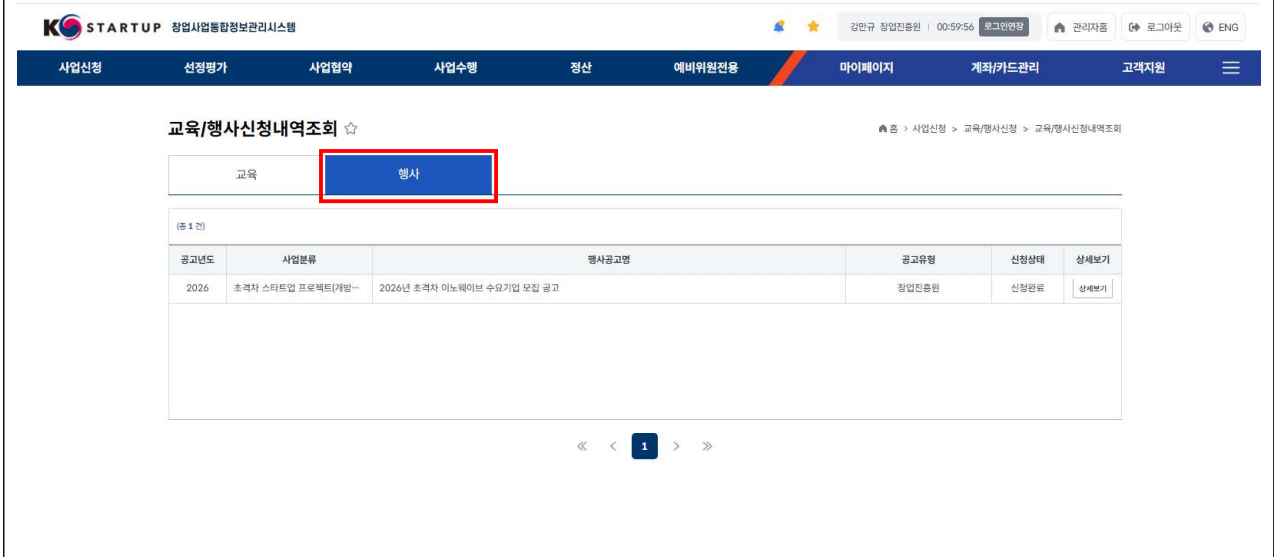 K STARTUP 창업사업통합정보관리시스템
강만규 창업진흥원 | 00:59:56 로그인연장 관리자홈 로그아웃 ENG
사업신청 선정평가 사업협약 사업수행 정산 예비위원전용 마이페이지 계좌/카드관리 고객지원
교육/행사신청내역조회
홈 > 사업신청 > 교육/행사신청 > 교육/행사신청내역조회
교육 행사
(총 1 건)
공고년도 사업분류 행사공고명 공고유형 신청상태 상세보기
2026 초격차 스타트업 프로젝트(개방… 2026년 초격차 이노웨이브 수요기업 모집 공고 창업진흥원 신청완료 상세보기
« < 1 > »